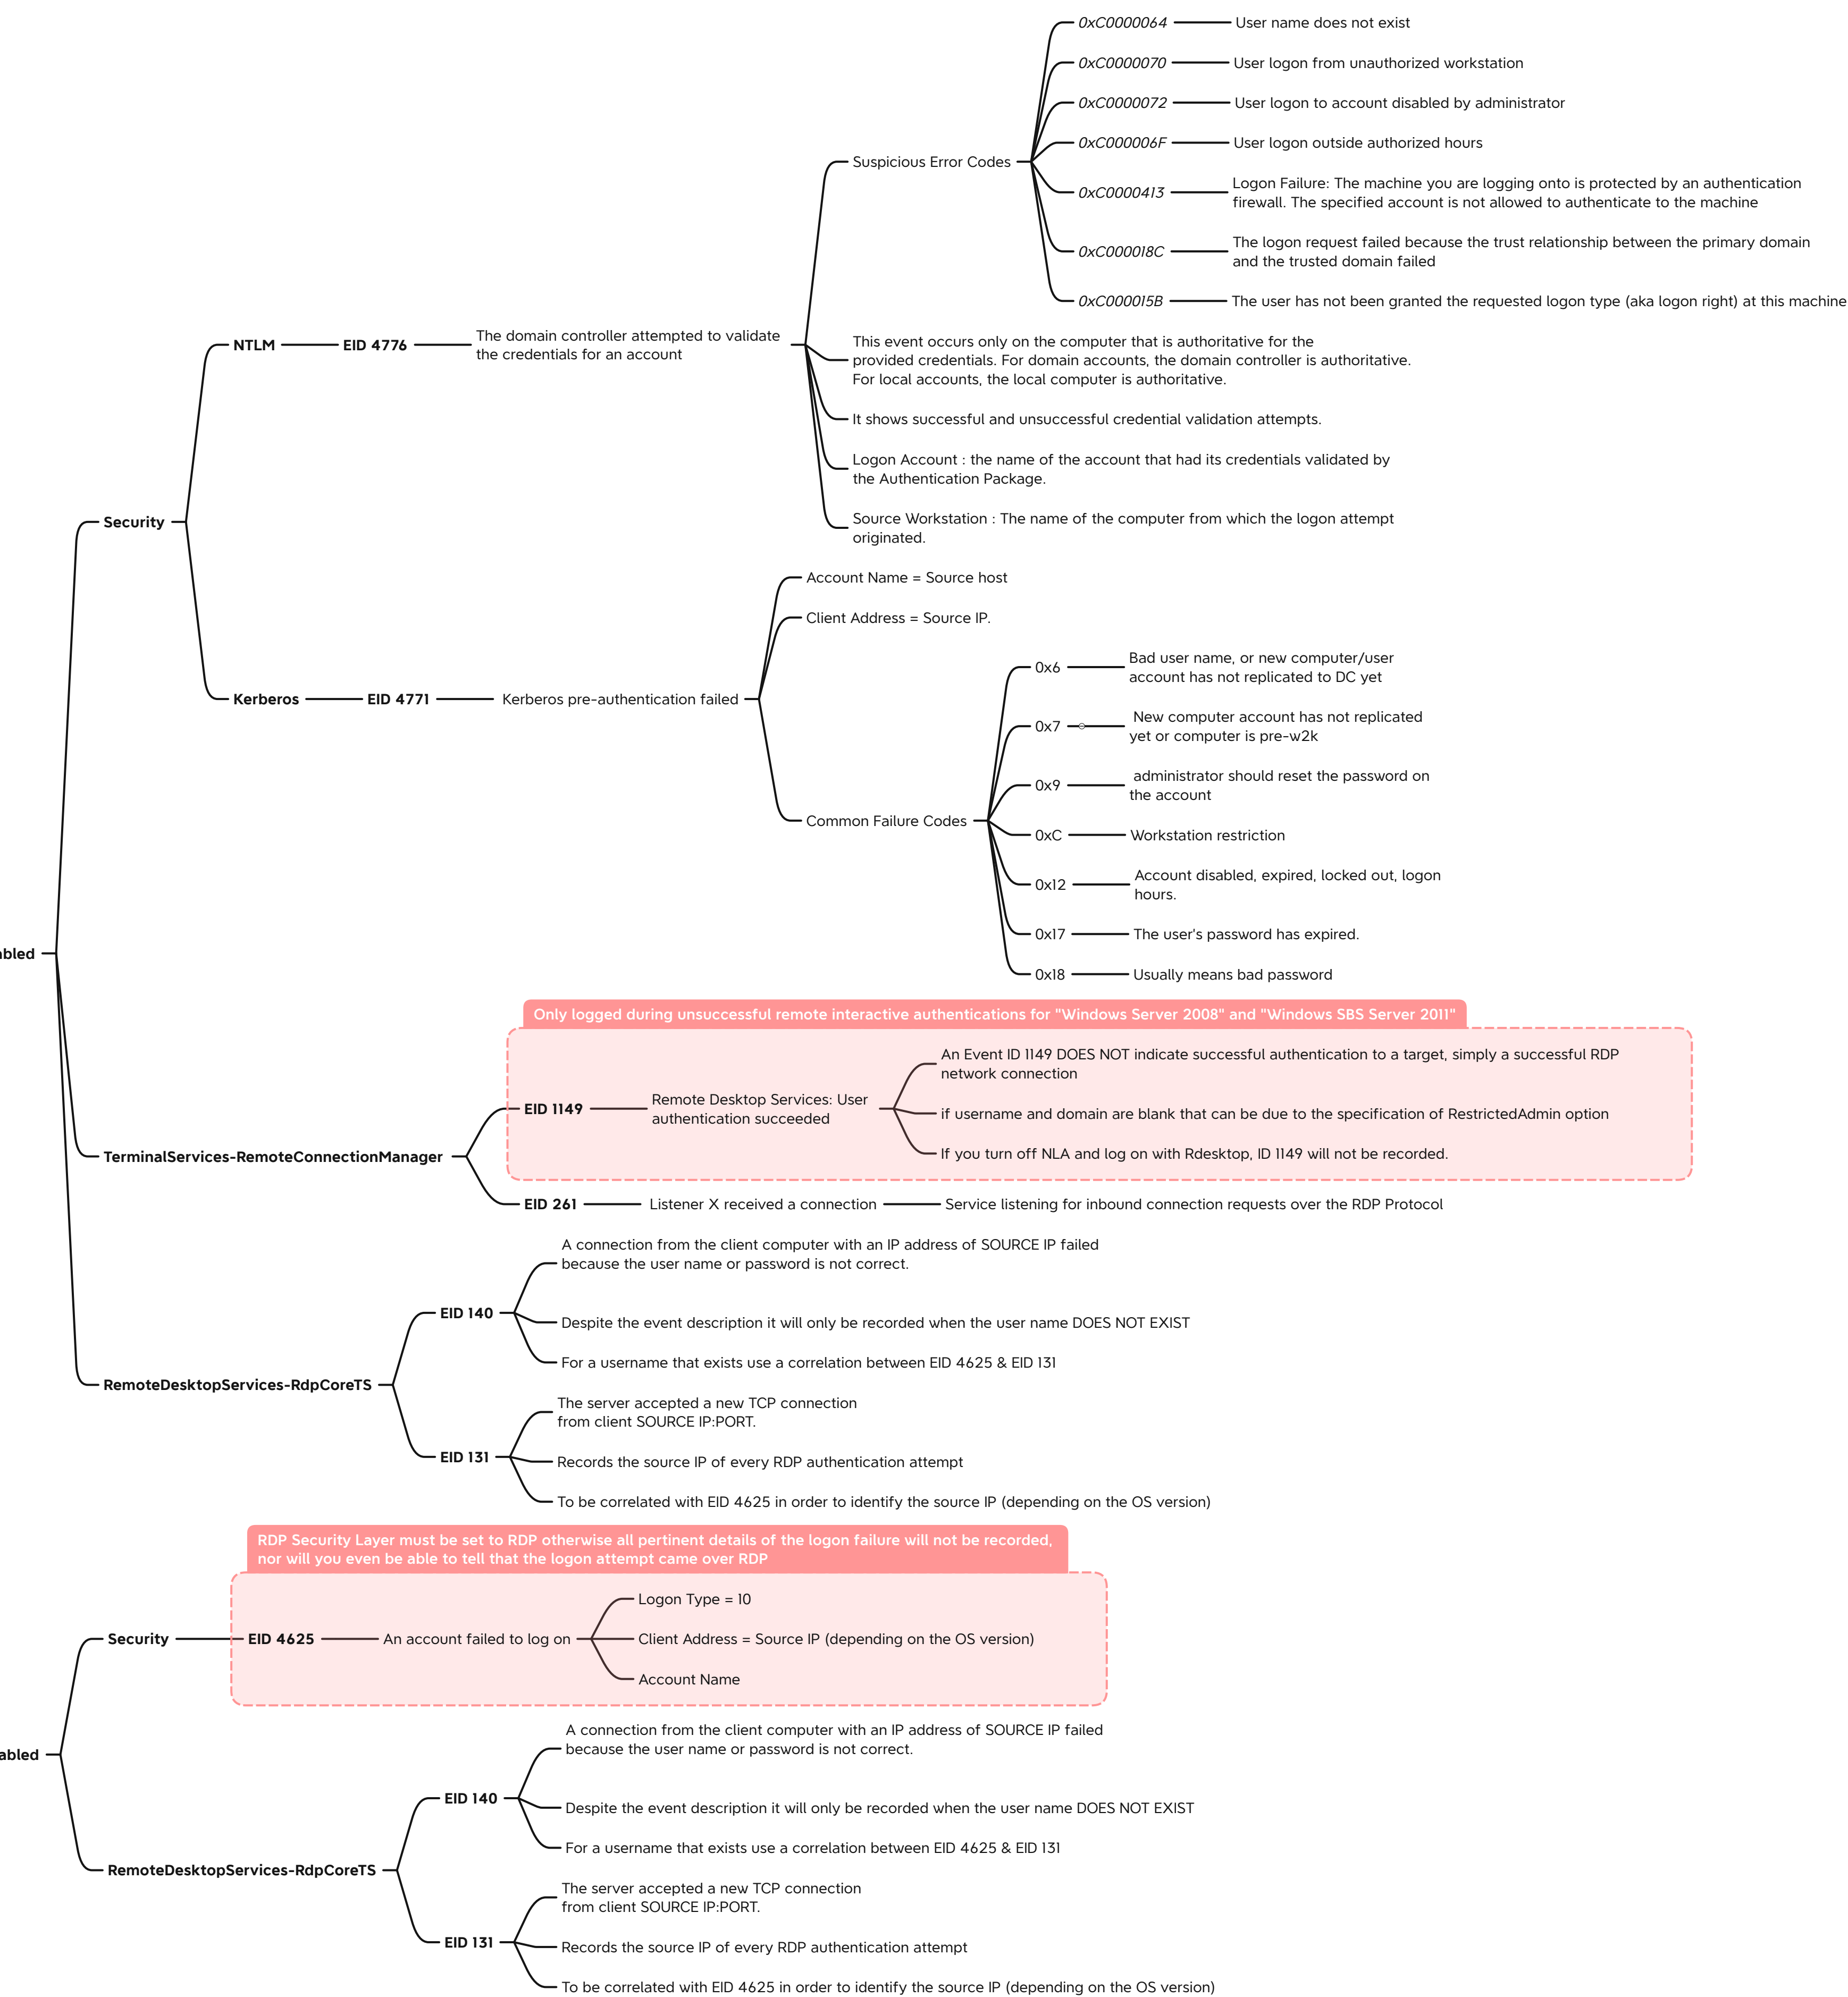 0xC0000064
User name does not exist
0xC0000070
User logon from unauthorized workstation
0xC0000072
User logon to account disabled by administrator
0xC000006F
User logon outside authorized hours
Suspicious Error Codes
0xC0000413
Logon Failure: The machine you are logging onto is protected by an authentication
firewall. The specified account is not allowed to authenticate to the machine
0xC000018C
The logon request failed because the trust relationship between the primary domain
and the trusted domain failed
0xC000015B
The user has not been granted the requested logon type (aka logon right) at this machine
NTLM
EID 4776
The domain controller attempted to validate
the credentials for an account
This event occurs only on the computer that is authoritative for the
provided credentials. For domain accounts, the domain controller is authoritative.
For local accounts, the local computer is authoritative.
It shows successful and unsuccessful credential validation attempts.
Logon Account : the name of the account that had its credentials validated by
the Authentication Package.
Source Workstation : The name of the computer from which the logon attempt
originated.
Security
Account Name = Source host
Client Address = Source IP.
Kerberos
EID 4771
Kerberos pre-authentication failed
0x6
Bad user name, or new computer/user
account has not replicated to DC yet
0x7
New computer account has not replicated
yet or computer is pre-w2k
0x9
administrator should reset the password on
the account
Common Failure Codes
0xC
Workstation restriction
0x12
Account disabled, expired, locked out, logon
hours.
0x17
The user's password has expired.
0x18
Usually means bad password
abled
Only logged during unsuccessful remote interactive authentications for "Windows Server 2008" and "Windows SBS Server 2011"
An Event ID 1149 DOES NOT indicate successful authentication to a target, simply a successful RDP
network connection
EID 1149
Remote Desktop Services: User
authentication succeeded
if username and domain are blank that can be due to the specification of RestrictedAdmin option
If you turn off NLA and log on with Rdesktop, ID 1149 will not be recorded.
TerminalServices-RemoteConnectionManager
EID 261
Listener X received a connection
Service listening for inbound connection requests over the RDP Protocol
A connection from the client computer with an IP address of SOURCE IP failed
because the user name or password is not correct.
EID 140
Despite the event description it will only be recorded when the user name DOES NOT EXIST
For a username that exists use a correlation between EID 4625 & EID 131
RemoteDesktopServices-RdpCoreTS
The server accepted a new TCP connection
from client SOURCE IP:PORT.
EID 131
Records the source IP of every RDP authentication attempt
To be correlated with EID 4625 in order to identify the source IP (depending on the OS version)
RDP Security Layer must be set to RDP otherwise all pertinent details of the logon failure will not be recorded,
nor will you even be able to tell that the logon attempt came over RDP
Logon Type = 10
Security
EID 4625
An account failed to log on
Client Address = Source IP (depending on the OS version)
Account Name
abled
A connection from the client computer with an IP address of SOURCE IP failed
because the user name or password is not correct.
EID 140
Despite the event description it will only be recorded when the user name DOES NOT EXIST
For a username that exists use a correlation between EID 4625 & EID 131
RemoteDesktopServices-RdpCoreTS
The server accepted a new TCP connection
from client SOURCE IP:PORT.
EID 131
Records the source IP of every RDP authentication attempt
To be correlated with EID 4625 in order to identify the source IP (depending on the OS version)